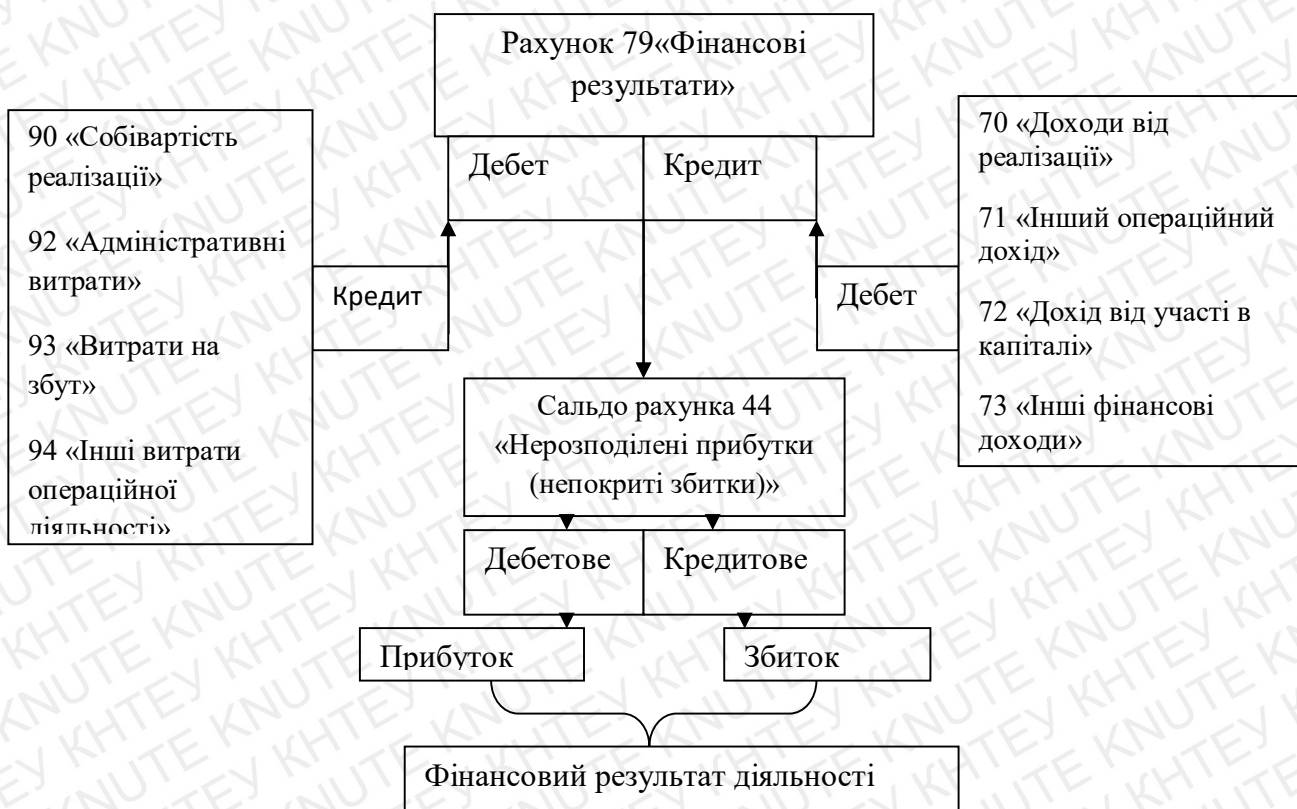 Рахунок 79«Фінансові
результати»
Дебет
Кредит
90 «Собівартість
реалізації»
92 «Адміністративні
витрати»
93 «Витрати на
збут»
94 «Інші витрати
операційної
діяльності»
Кредит
Дебет
70 «Доходи від
реалізації»
71 «Інший операційний
дохід»
72 «Дохід від участі в
капіталі»
73 «Інші фінансові
доходи»
Сальдо рахунка 44
«Нерозподілені прибутки
(непокриті збитки)»
Дебетове
Кредитове
Прибуток
Збиток
Фінансовий результат діяльності